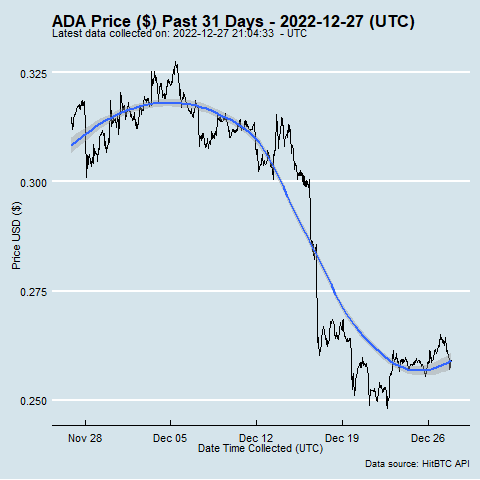 ADA Price ($) Past 31 Days - 2022-12-27 (UTC)
Latest data collected on: 2022-12-27 21:04:33  - UTC
0.325
0.300
0.275
0.250
Price USD ($)
Nov 28
Dec 05
Dec 12
Dec 19
Dec 26
Date Time Collected (UTC)
Data source: HitBTC API